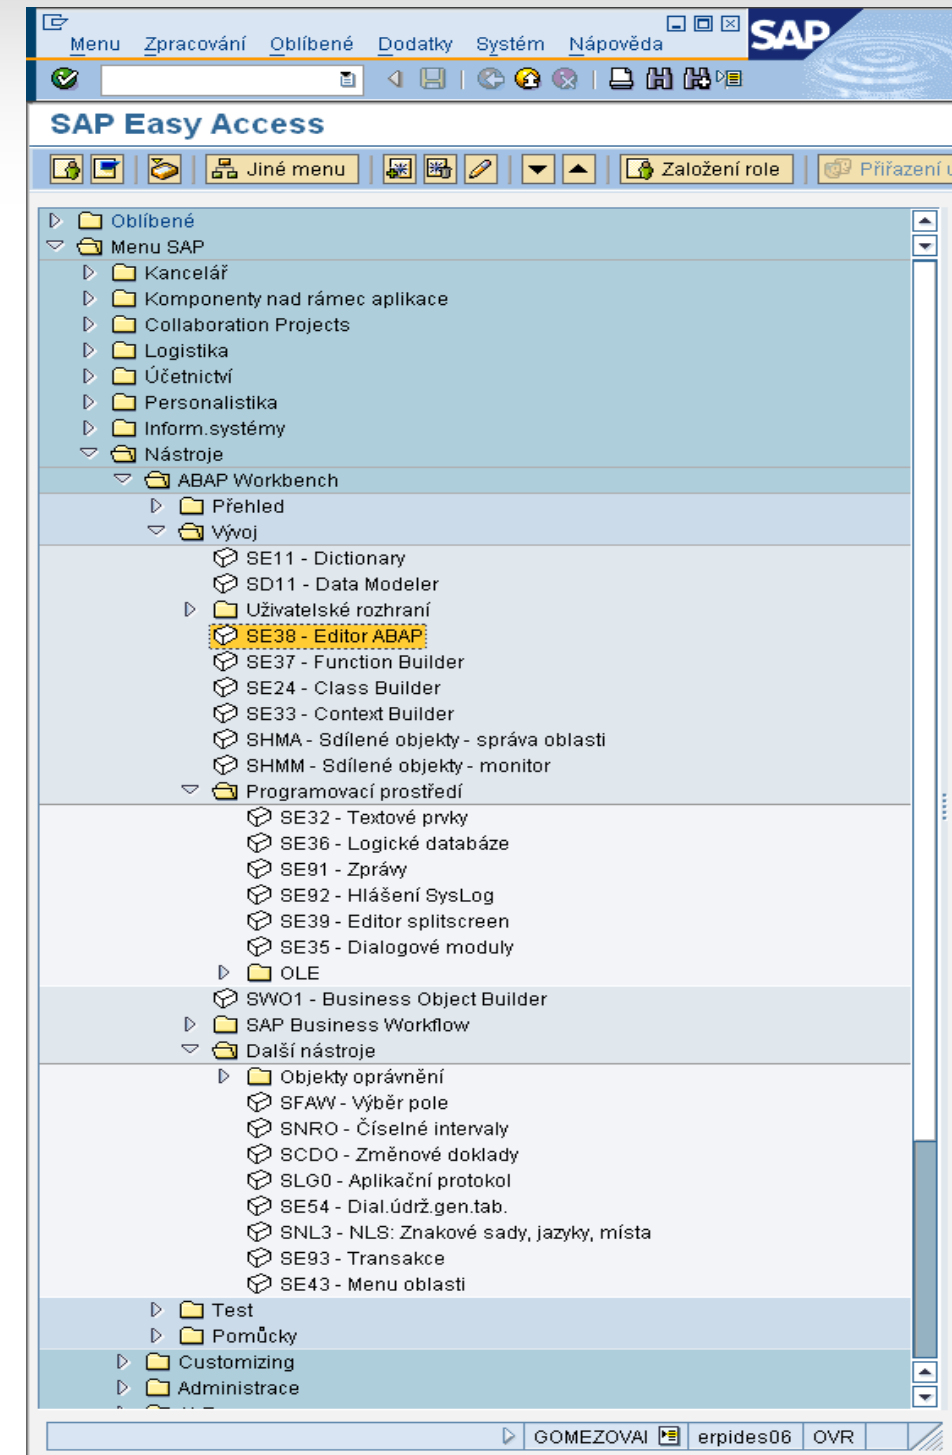 Menu Zpracování Oblíbené Dodatky Systém Nápověda
SAP
SAP Easy Access
Jiné menu Založení role Přiřazení
Oblíbené
Menu SAP
Kancelář
Komponenty nad rámec aplikace
Collaboration Projects
Logistika
Účetnictví
Personalistika
Inform.systémy
Nástroje
ABAP Workbench
Přehled
Vývoj
SE11 - Dictionary
SD11 - Data Modeler
Uživatelské rozhraní
SE38 - Editor ABAP
SE37 - Function Builder
SE24 - Class Builder
SE33 - Context Builder
SHMA - Sdílené objekty - správa oblasti
SHMM - Sdílené objekty - monitor
Programovací prostředí
SE32 - Textové prvky
SE36 - Logické databáze
SE91 - Zprávy
SE92 - Hlášení SysLog
SE39 - Editor splitscreen
SE35 - Dialogové moduly
OLE
SWO1 - Business Object Builder
SAP Business Workflow
Další nástroje
Objekty oprávnění
SFAW - Výběr pole
SNRO - Číselné intervaly
SCDO - Změnové doklady
SLG0 - Aplikační protokol
SE54 - Dial.údrž.gen.tab.
SNL3 - NLS: Znakové sady, jazyky, místa
SE93 - Transakce
SE43 - Menu oblasti
Test
Pomůcky
Customizing
Administrace
GOMEZOVAI erpides06 OVR